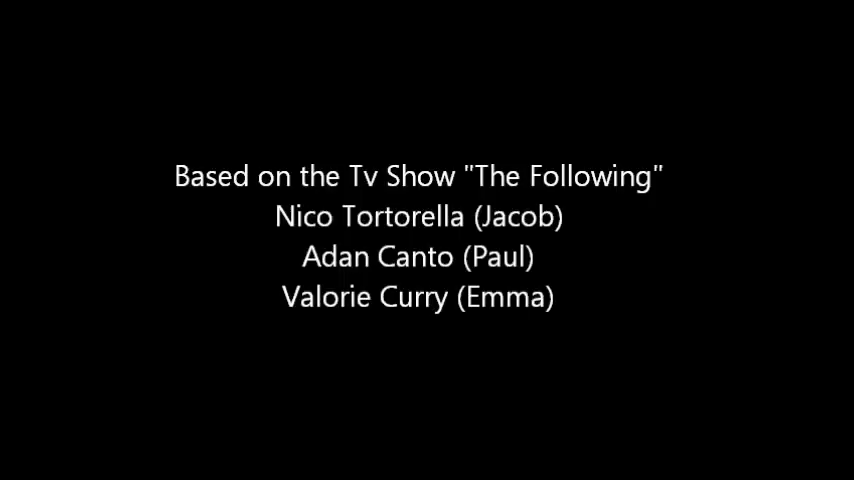 Based on the Tv Show "The Following"
Nico Tortorella (Jacob)
Adan Canto (Paul)
Valorie Curry (Emma)